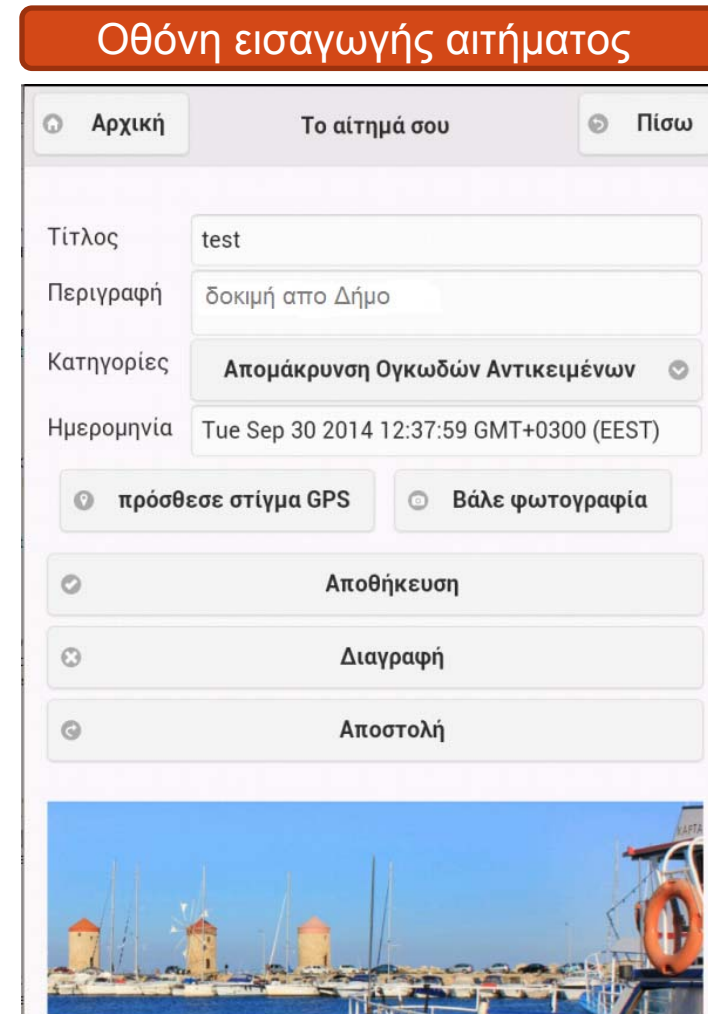 Οθόνη εισαγωγής αιτήματος
Αρχική Το αίτημά σου Πίσω
Τίτλος test
Περιγραφή δοκιμή απο Δήμο
Κατηγορίες Απομάκρυνση Ογκωδών Αντικειμένων
Ημερομηνία Tue Sep 30 2014 12:37:59 GMT+0300 (EEST)
πρόσθεσε στίγμα GPS Βάλε φωτογραφία
Αποθήκευση
Διαγραφή
Αποστολή